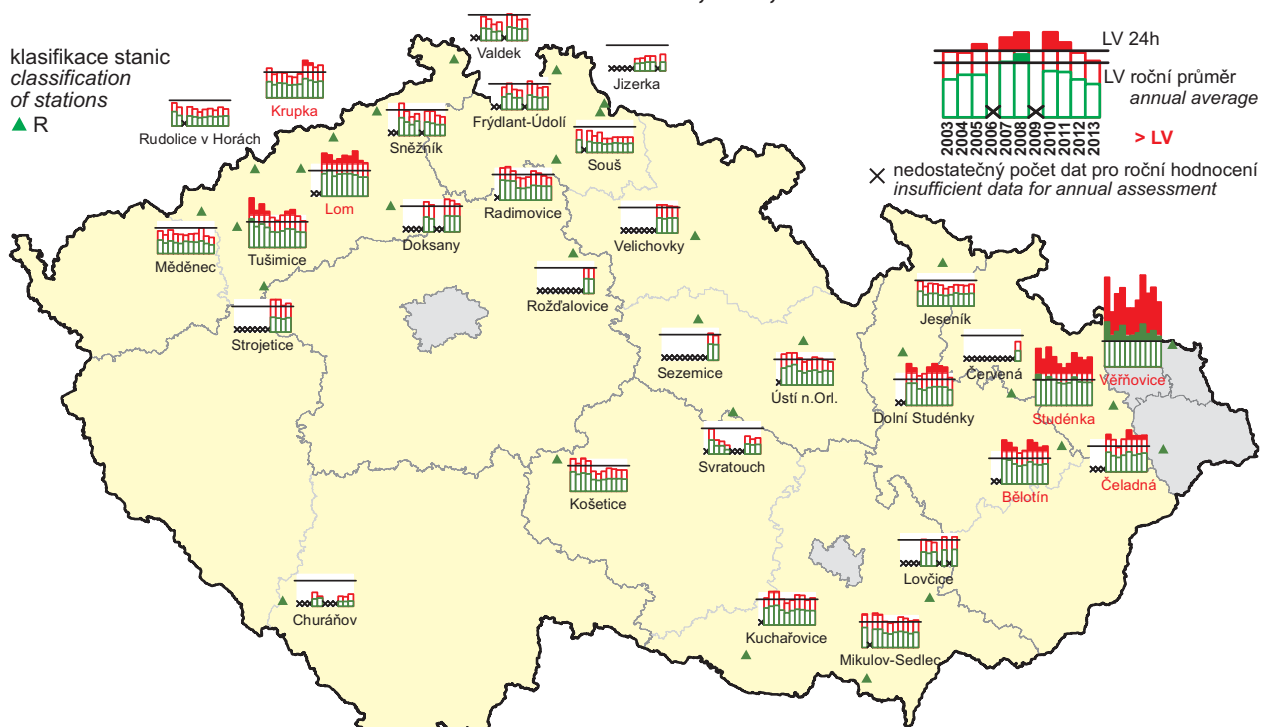 klasifikace stanic
classification
of stations
R
LV 24h
LV roční průměr
annual average
2003 2004 2005 2006 2007 2008 2009 2010 2011 2012 2013
> LV
nedostatečný počet dat pro roční hodnocení
insufficient data for annual assessment
Valdek
Jizerka
Krupka
Rudolice v Horách
Sněžník
Frýdlant-Údolí
Souš
Lom
Radimovice
Tušimice
Doksany
Velichovky
Měděnec
Rožďalovice
Strojetice
Jeseník
Sezemice
Červená
Věřňovice
Ústí n.Orl.
Dolní Studénky
Studénka
Svratouch
Košetice
Bělotín
Čeladná
Lovčice
Churáňov
Kuchařovice
Mikulov-Sedlec